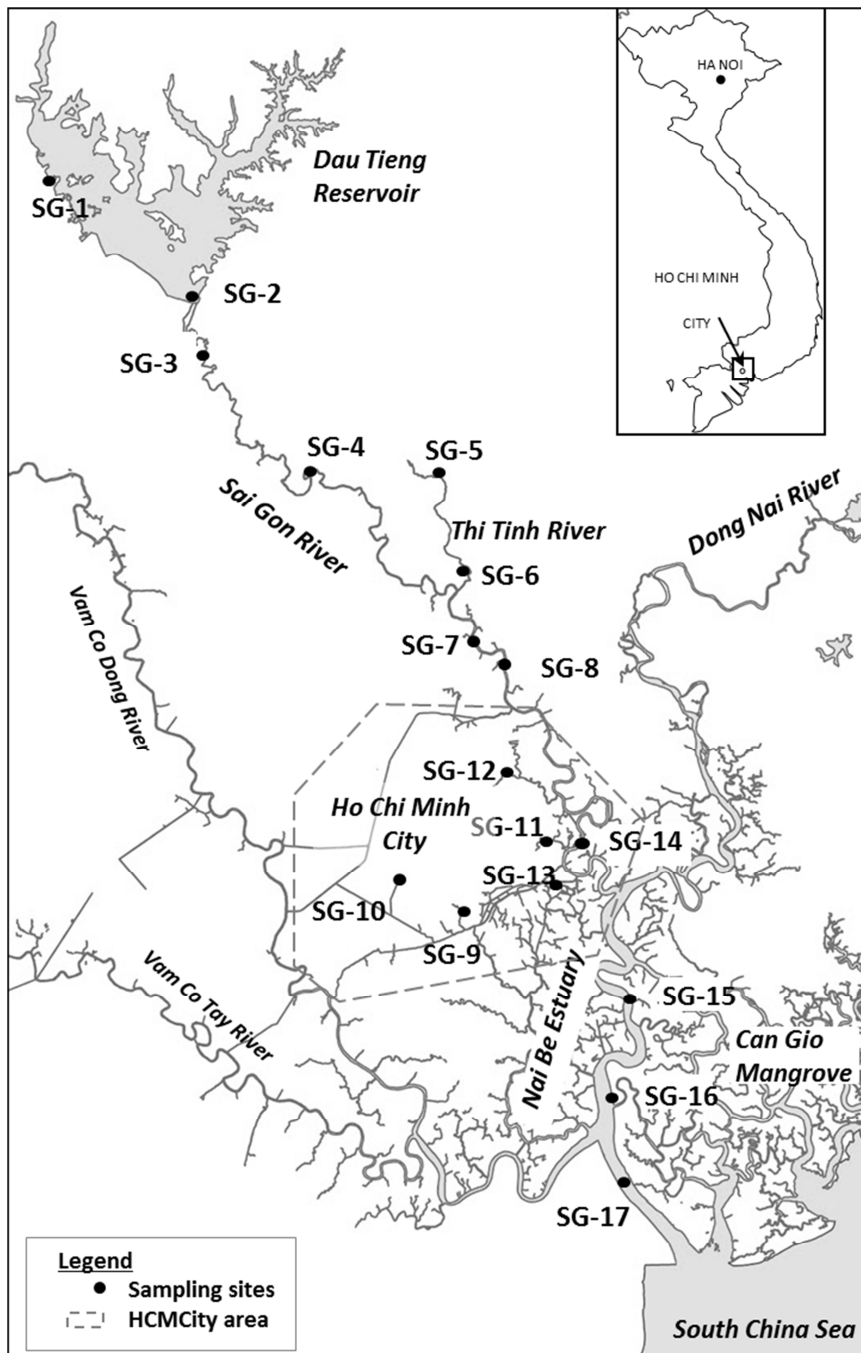 HA NOI
Dau Tieng
Reservoir
SG-1
SG-2
HO CHI MINH
CITY
SG-3
SG-4
SG-5
Sai Gon River
Thi Tinh River
Dong Nai River
SG-6
Vam Co Dong River
SG-7
SG-8
SG-12
Ho Chi Minh
City
SG-11
SG-14
SG-13
SG-10
SG-9
Vam Co Tay River
Nai Be Estuary
SG-15
Can Gio
Mangrove
SG-16
SG-17
Legend
Sampling sites
HCMCity area
South China Sea